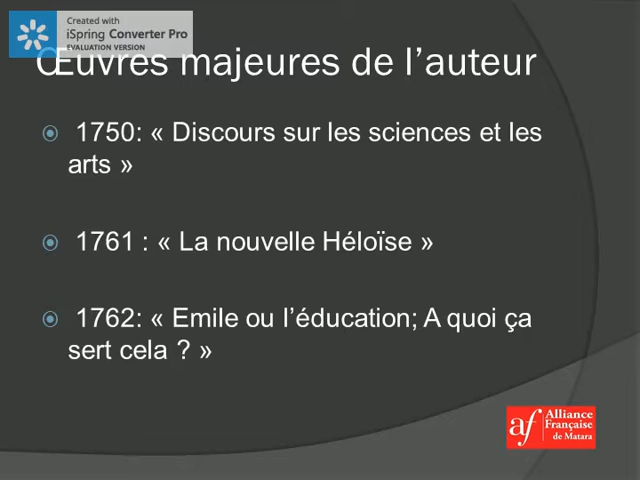 Created with
iSpring Converter Pro
EVALUATION VERSION
Œuvres majeures de l’auteur
1750: « Discours sur les sciences et les
arts »
1761 : « La nouvelle Héloïse »
1762: « Emile ou l’éducation; A quoi ça
sert cela ? »
af Alliance
Française
de Matara